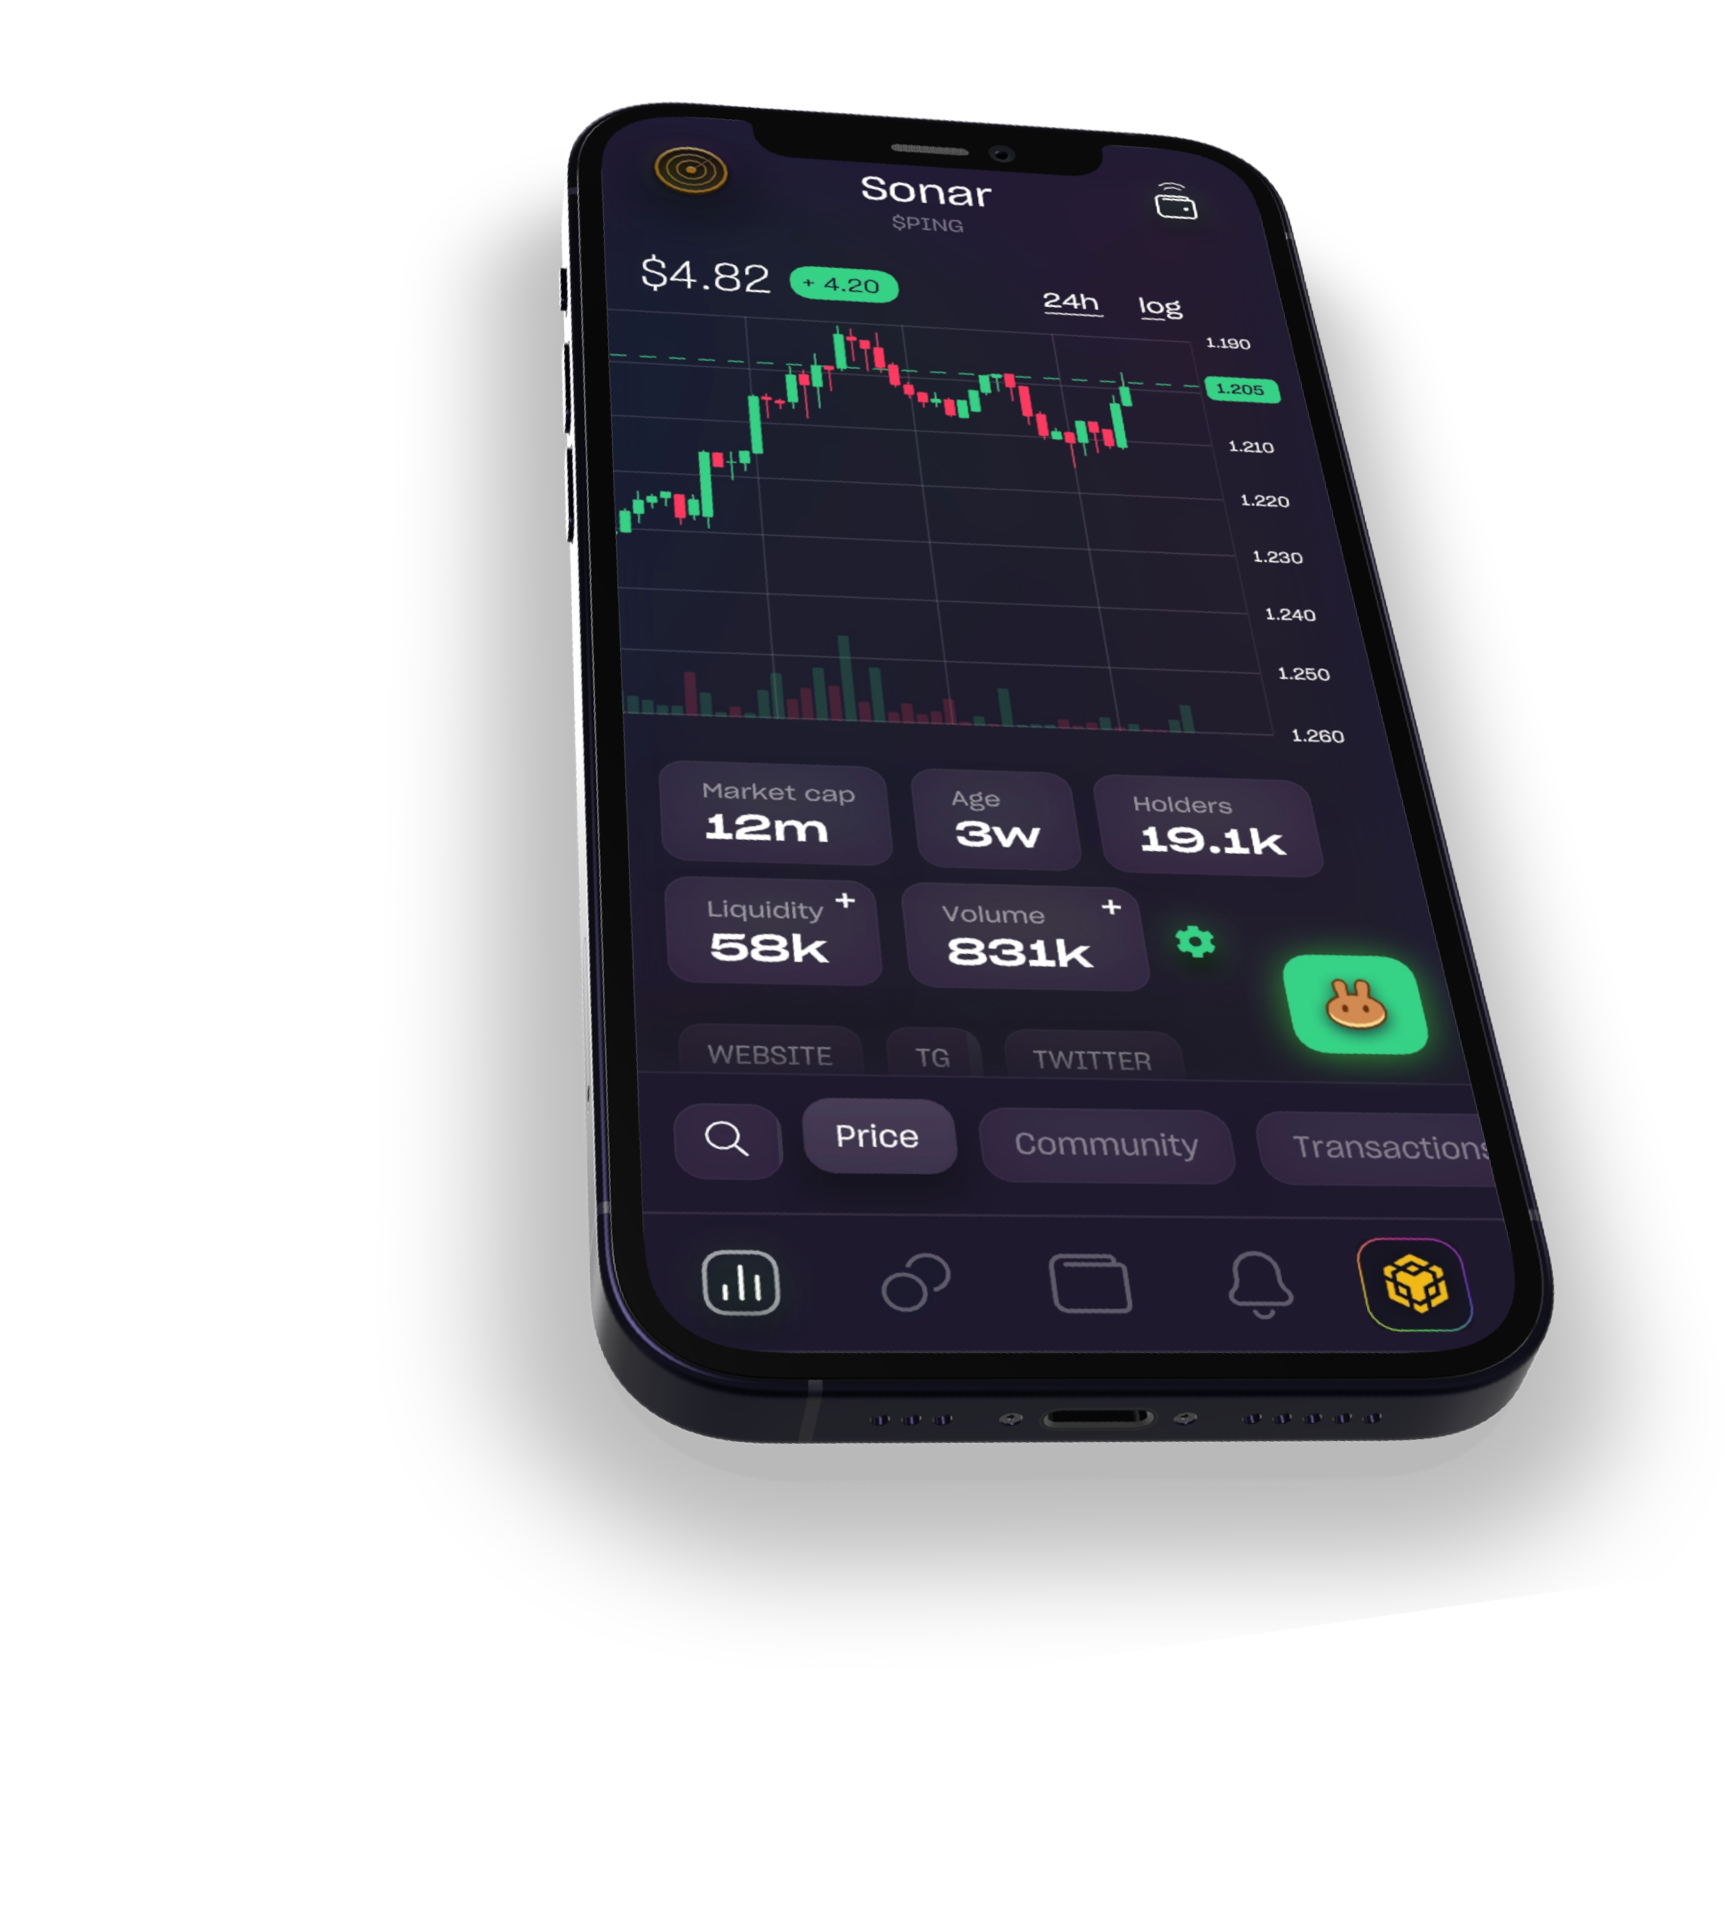 Sonar
$PING
$4.82 + 4.20
24h log
1.190
1.205
1.210
1.220
1.230
1.240
1.250
1.260
Market cap Age Holders
12m 3w 19.1k
Liquidity + Volume +
58k 831k
WEBSITE TG TWITTER
Price Community Transactions